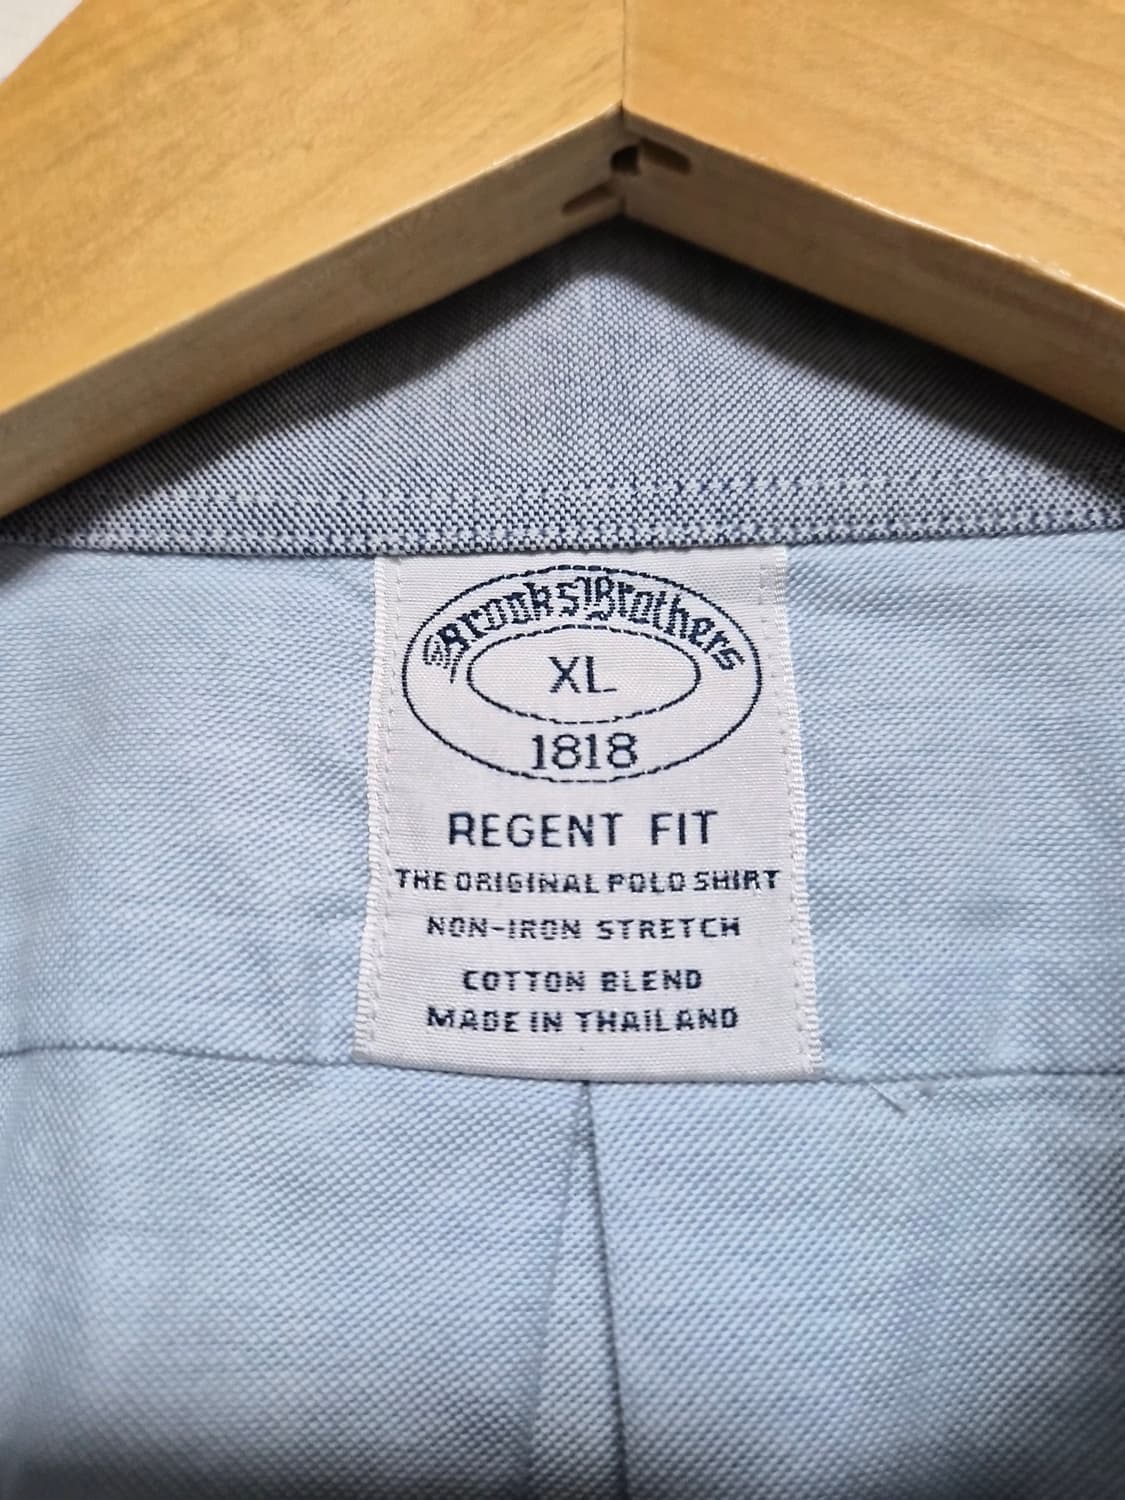 Brooks Brothers
XL
1818
REGENT FIT
THE ORIGINAL POLO SHIRT
NON-IRON STRETCH
COTTON BLEND
MADE IN THAILAND